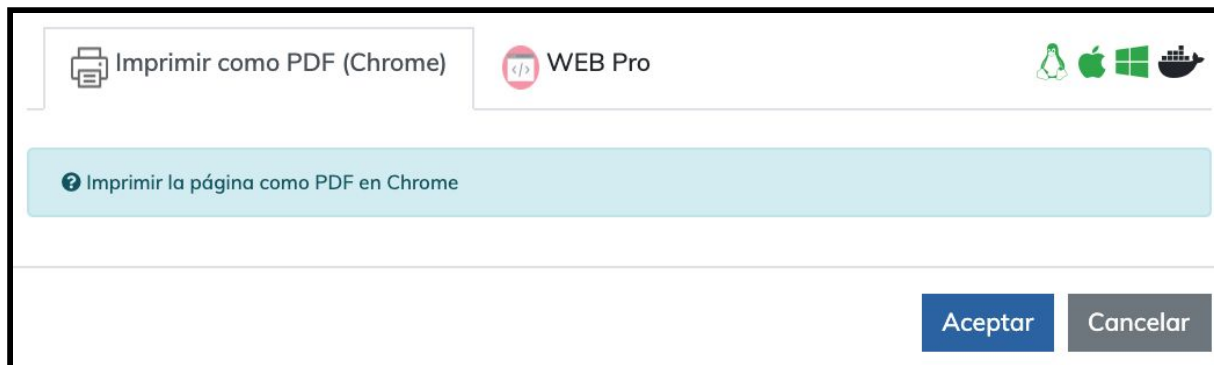 Imprimir como PDF (Chrome)
</> WEB Pro
Imprimir la página como PDF en Chrome
Aceptar
Cancelar